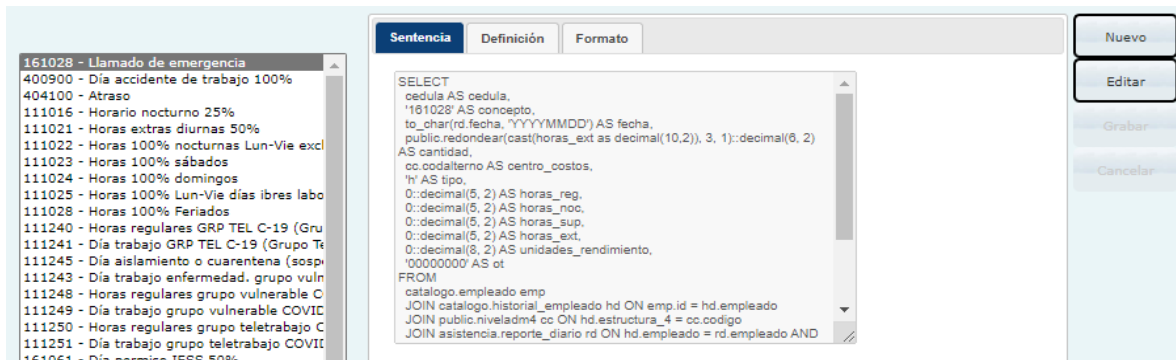 Sentencia
Definición
Formato
Nuevo
Editar
Grabar
Cancelar
161028 - Llamado de emergencia
400900 - Día accidente de trabajo 100%
404100 - Atraso
111016 - Horario nocturno 25%
111021 - Horas extras diurnas 50%
111022 - Horas 100% nocturnas Lun-Vie excl
111023 - Horas 100% sábados
111024 - Horas 100% domingos
111025 - Horas 100% Lun-Vie días ibres labo
111028 - Horas 100% Feriados
111240 - Horas regulares GRP TEL C-19 (Gru
111241 - Día trabajo GRP TEL C-19 (Grupo Te
111245 - Día aislamiento o cuarentena (sosp
111243 - Día trabajo enfermedad. grupo vuln
111248 - Horas regulares grupo vulnerable C
111249 - Día trabajo grupo vulnerable COVID
111250 - Horas regulares grupo teletrabajo C
111251 - Día trabajo grupo teletrabajo COVID
161061 - Día permiso IESS 50%
SELECT
cedula AS cedula,
'161028' AS concepto,
to_char(rd.fecha, 'YYYYMMDD') AS fecha,
public.redondear(cast(horas_ext as decimal(10,2)), 3, 1)::decimal(6, 2)
AS cantidad,
cc.codalterno AS centro_costos,
'h' AS tipo,
0::decimal(5, 2) AS horas_reg,
0::decimal(5, 2) AS horas_noc,
0::decimal(5, 2) AS horas_sup,
0::decimal(5, 2) AS horas_ext,
0::decimal(8, 2) AS unidades_rendimiento,
'00000000' AS ot
FROM
catalogo.empleado emp
JOIN catalogo.historial_empleado hd ON emp.id = hd.empleado
JOIN public.niveladm4 cc ON hd.estructura_4 = cc.codigo
JOIN asistencia.reporte_diario rd ON hd.empleado = rd.empleado AND